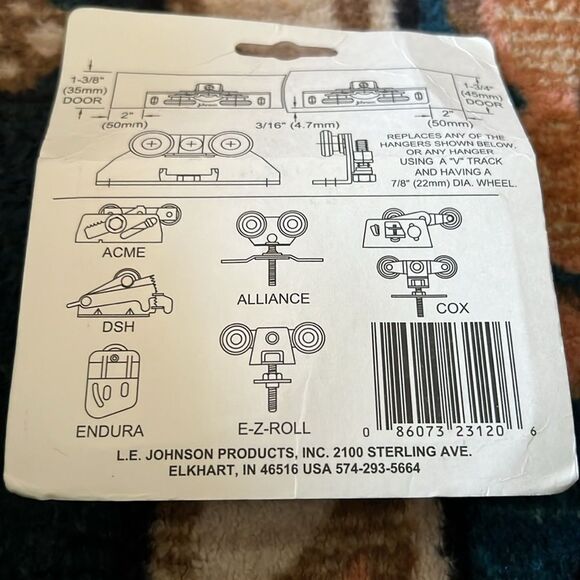 1-3/8"
(35mm)
DOOR
2"
(50mm)
3/16" (4.7mm)
1-3/4"
(45mm)
DOOR
2"
(50mm)
REPLACES ANY OF THE
HANGERS SHOWN BELOW,
OR ANY HANGER
USING A "V" TRACK
AND HAVING A
7/8" (22mm) DIA. WHEEL.
ACME
ALLIANCE
COX
DSH
ENDURA
E-Z-ROLL
0 86073 23120 6
L.E. JOHNSON PRODUCTS, INC. 2100 STERLING AVE.
ELKHART, IN 46516 USA 574-293-5664